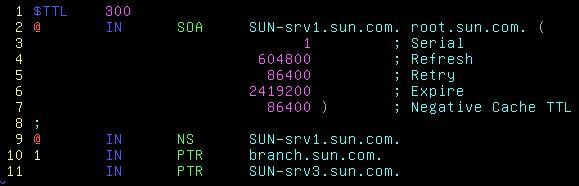 1 $TTL 300
2 @ IN SOA SUN-srv1.sun.com. root.sun.com. (
3 1 ; Serial
4 604800 ; Refresh
5 86400 ; Retry
6 2419200 ; Expire
7 86400 ) ; Negative Cache TTL
8 ;
9 @ IN NS SUN-srv1.sun.com.
10 1 IN PTR branch.sun.com.
11 IN PTR SUN-srv3.sun.com.
~